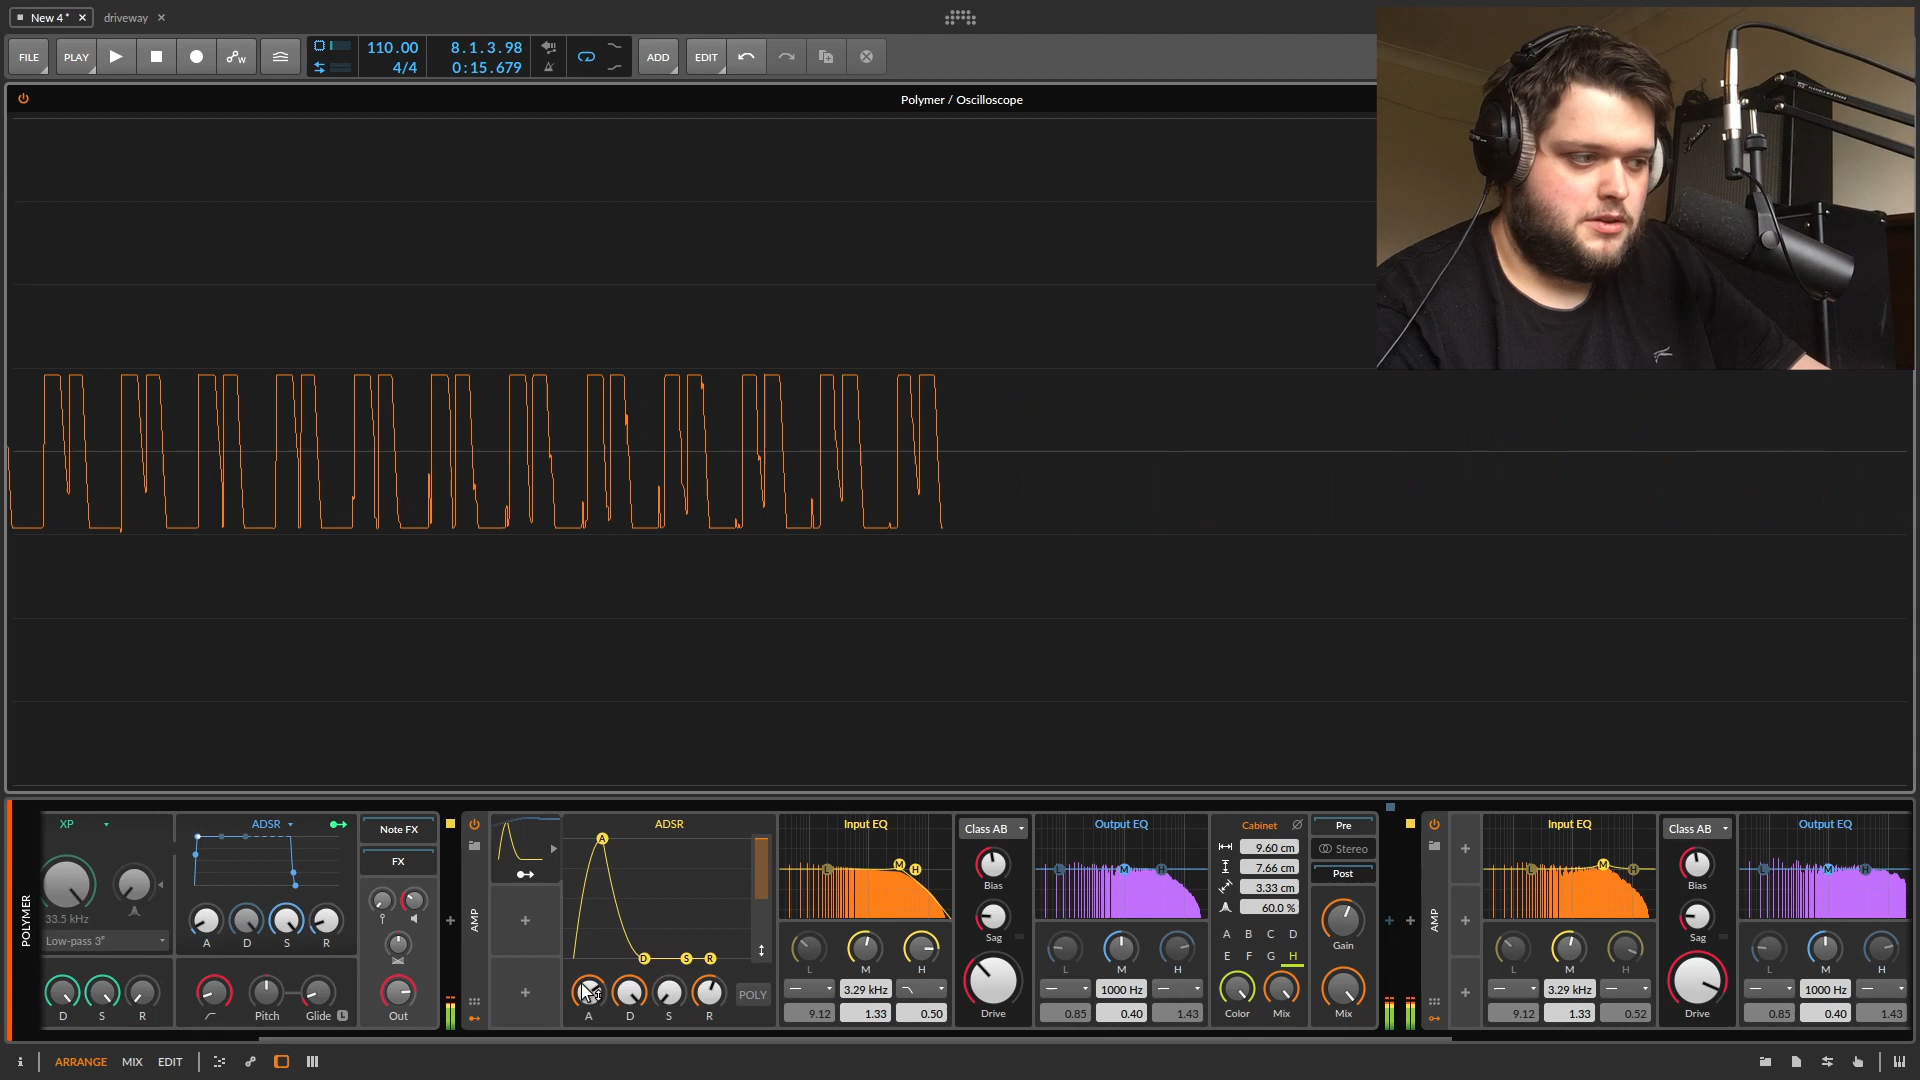 New 4 *
driveway
FILE
PLAY
110.00
4/4
8.1.3.98
0:15.679
ADD
EDIT
Polymer / Oscilloscope
POLYMER
XP
33.5 kHz
Low-pass 3°
D S R
ADSR
A D S R
Pitch Glide L
Note FX
FX
Out
AMP
ADSR
A
D S R
A D S R
POLY
Input EQ
L M H
L M H
3.29 kHz
9.12 1.33 0.50
Class AB
Bias
Sag
Drive
Output EQ
L M H
L M H
1000 Hz
0.85 0.40 1.43
Cabinet
9.60 cm
7.66 cm
3.33 cm
60.0 %
A B C D
E F G H
Color Mix
Pre
Stereo
Post
Gain
Mix
AMP
Input EQ
L M H
L M H
3.29 kHz
9.12 1.33 0.52
Class AB
Bias
Sag
Drive
Output EQ
L M H
L M H
1000 Hz
0.85 0.40 1.43
i
ARRANGE MIX EDIT